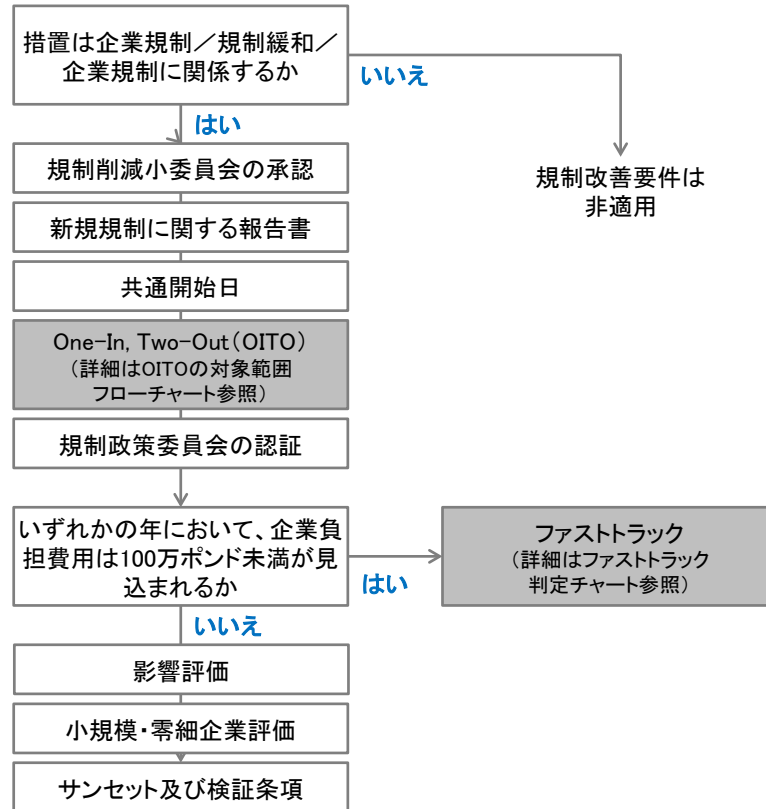 措置は企業規制／規制緩和／
企業規制に関係するか
いいえ
はい
規制削減小委員会の承認
規制改善要件は
非適用
新規規制に関する報告書
共通開始日
One-In, Two-Out（OITO）
（詳細はOITOの対象範囲
フローチャート参照）
規制政策委員会の認証
いずれかの年において、企業負
担費用は100万ポンド未満が見
込まれるか
はい
ファストトラック
（詳細はファストトラック
判定チャート参照）
いいえ
影響評価
小規模・零細企業評価
サンセット及び検証条項